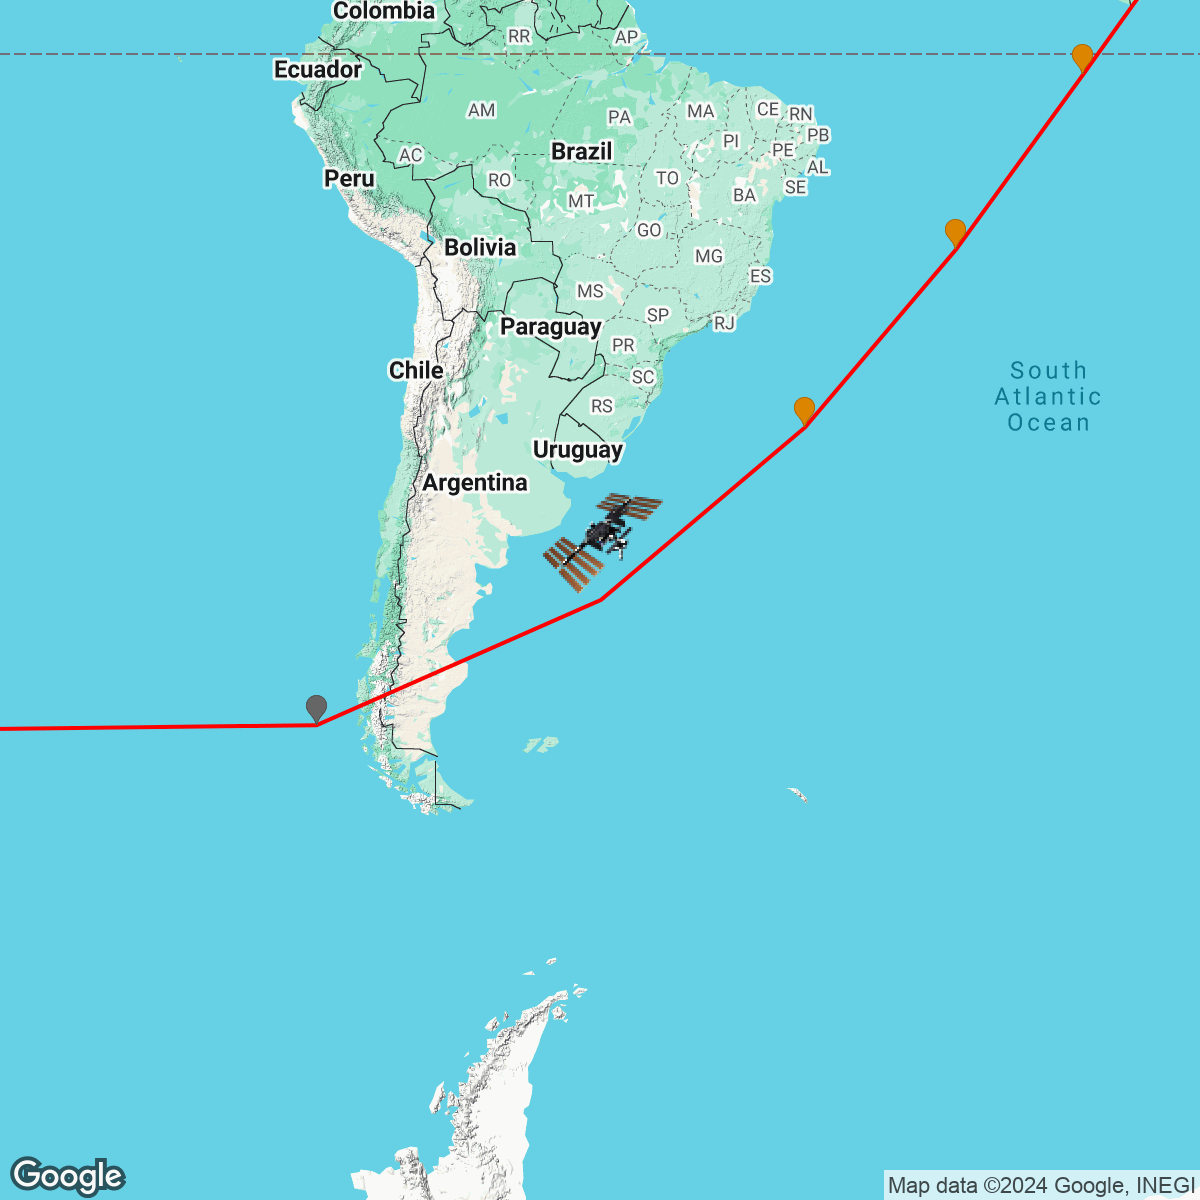 Colombia
RR
AP
Ecuador
AM
PA
MA
CE
RN
PI
PB
PE
Brazil
AC
AL
Peru
RO
TO
SE
MT
BA
GO
Bolivia
MG
ES
MS
SP
Paraguay
RJ
PR
Chile
SC
South
Atlantic
Ocean
RS
Uruguay
Argentina
Google
Map data ©2024 Google, INEGI